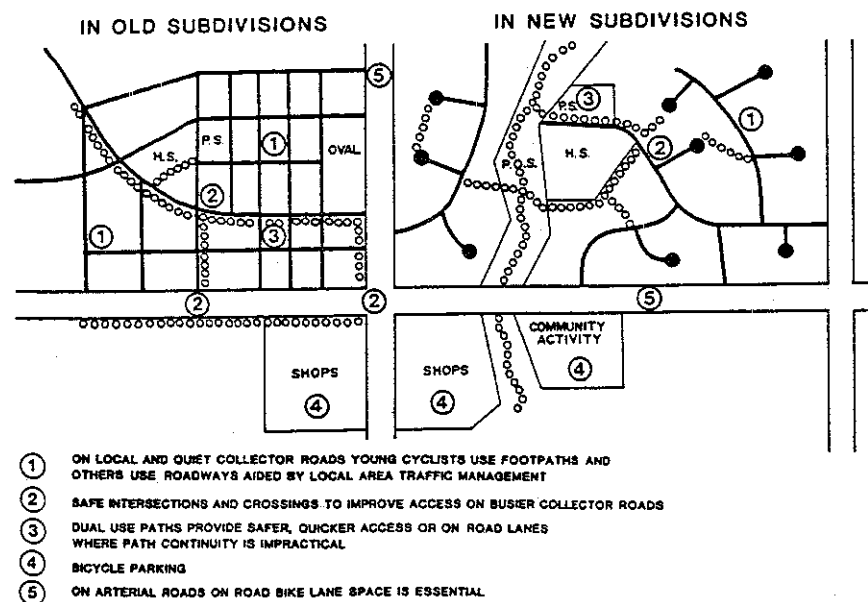 IN OLD SUBDIVISIONS
5
P.S.
1
H.S.
OVAL
2
1
3
2
2
SHOPS
4
IN NEW SUBDIVISIONS
3
P.S.
1
2
P.O.S.
H.S.
5
COMMUNITY
ACTIVITY
SHOPS
4
4
1 ON LOCAL AND QUIET COLLECTOR ROADS YOUNG CYCLISTS USE FOOTPATHS AND
OTHERS USE ROADWAYS AIDED BY LOCAL AREA TRAFFIC MANAGEMENT
2 SAFE INTERSECTIONS AND CROSSINGS TO IMPROVE ACCESS ON BUSIER COLLECTOR ROADS
3 DUAL USE PATHS PROVIDE SAFER, QUICKER ACCESS OR ON ROAD LANES
WHERE PATH CONTINUITY IS IMPRACTICAL
4 BICYCLE PARKING
5 ON ARTERIAL ROADS ON ROAD BIKE LANE SPACE IS ESSENTIAL